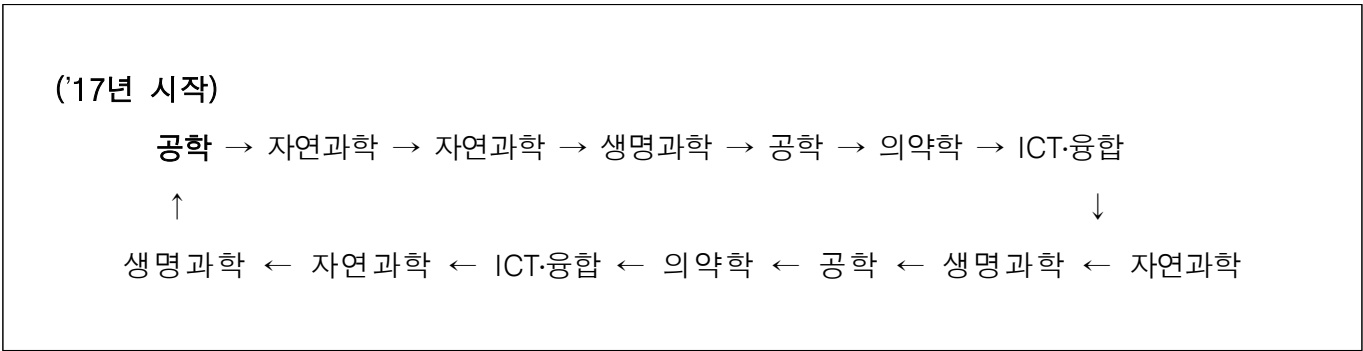 ('17년 시작)
공학 → 자연과학 → 자연과학 → 생명과학 → 공학 → 의약학 → ICT·융합
↑ ↓
생명과학 ← 자연과학 ← ICT·융합 ← 의약학 ← 공학 ← 생명과학 ← 자연과학